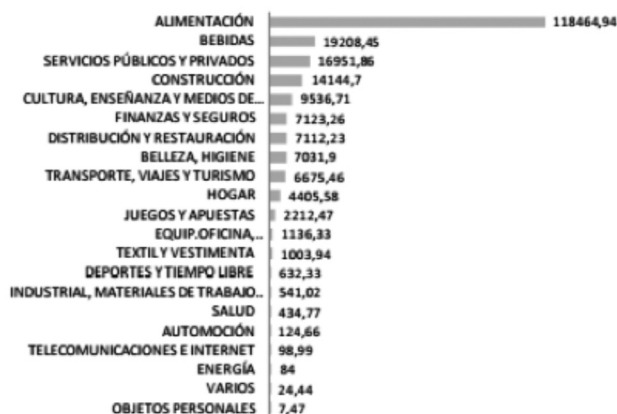 ALIMENTACIÓN 118464,94
BEBIDAS 19208,45
SERVICIOS PÚBLICOS Y PRIVADOS 16951,86
CONSTRUCCIÓN 14144,7
CULTURA, ENSEÑANZA Y MEDIOS DE... 9536,71
FINANZAS Y SEGUROS 7123,26
DISTRIBUCIÓN Y RESTAURACIÓN 7112,23
BELLEZA, HIGIENE 7031,9
TRANSPORTE, VIAJES Y TURISMO 6675,46
HOGAR 4405,58
JUEGOS Y APUESTAS 2212,47
EQUIP.OFICINA,... 1136,33
TEXTIL Y VESTIMENTA 1003,94
DEPORTES Y TIEMPO LIBRE 632,33
INDUSTRIAL, MATERIALES DE TRABAJO... 541,02
SALUD 434,77
AUTOMOCIÓN 124,66
TELECOMUNICACIONES E INTERNET 98,99
ENERGÍA 84
VARIOS 24,44
OBJETOS PERSONALES 7,47